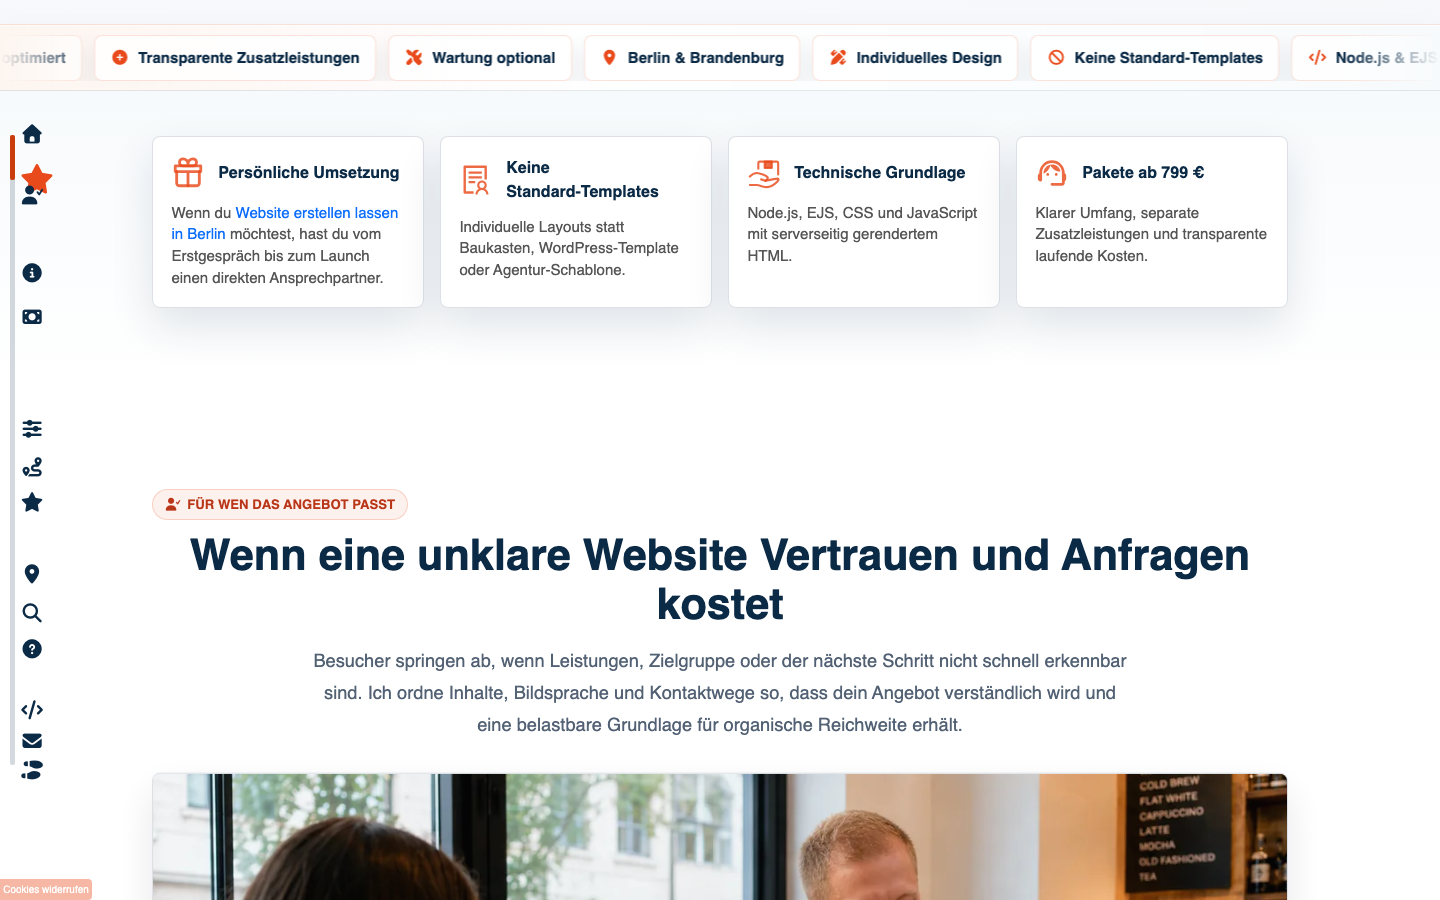 optimiert
Transparente Zusatzleistungen
Wartung optional
Berlin & Brandenburg
Individuelles Design
Keine Standard-Templates
Node.js & EJS
Persönliche Umsetzung
Wenn du Website erstellen lassen
in Berlin möchtest, hast du vom
Erstgespräch bis zum Launch
einen direkten Ansprechpartner.
Keine
Standard-Templates
Individuelle Layouts statt
Baukasten, WordPress-Template
oder Agentur-Schablone.
Technische Grundlage
Node.js, EJS, CSS und JavaScript
mit serverseitig gerendertem
HTML.
Pakete ab 799 €
Klarer Umfang, separate
Zusatzleistungen und transparente
laufende Kosten.
FÜR WEN DAS ANGEBOT PASST
Wenn eine unklare Website Vertrauen und Anfragen
kostet
Besucher springen ab, wenn Leistungen, Zielgruppe oder der nächste Schritt nicht schnell erkennbar
sind. Ich ordne Inhalte, Bildsprache und Kontaktwege so, dass dein Angebot verständlich wird und
eine belastbare Grundlage für organische Reichweite erhält.
COLD BREW
FLAT WHITE
CAPPUCCINO
LATTE
MOCHA
OLD FASHIONED
TEA
Cookies widerrufen